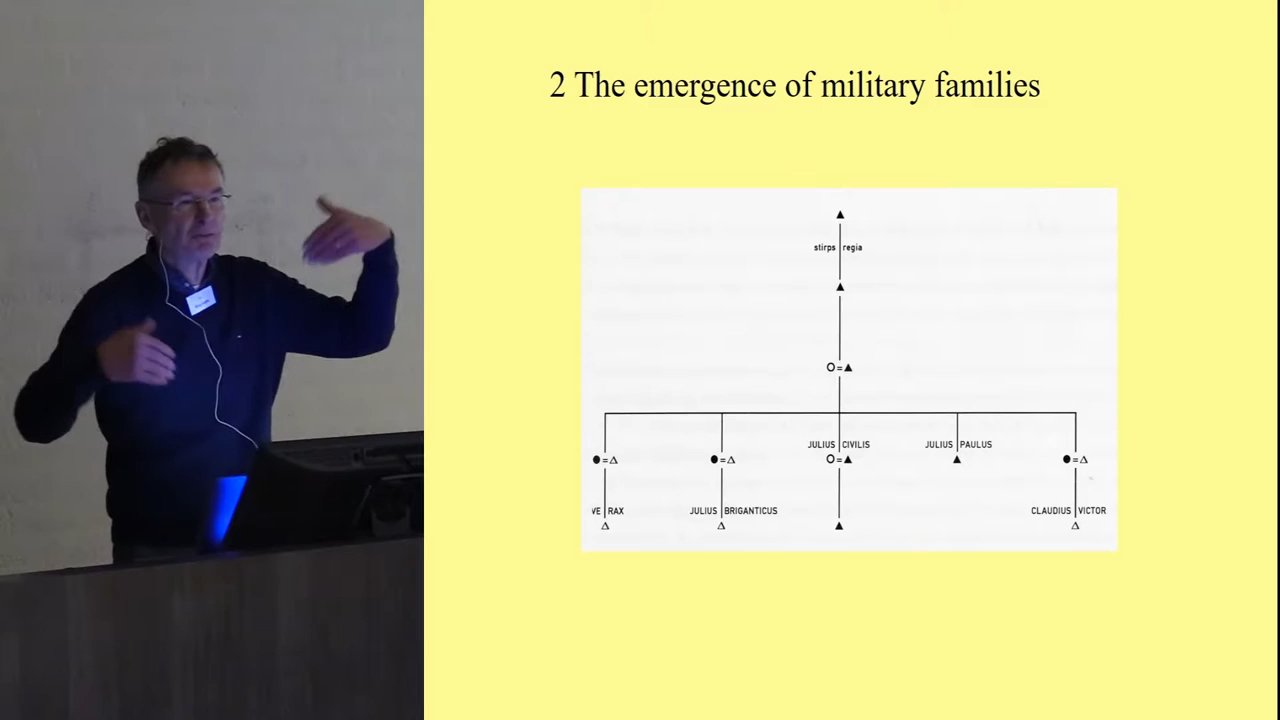 2 The emergence of military families
stirps regia
JULIUS CIVILIS
JULIUS PAULUS
VE RAX
JULIUS BRIGANTICUS
CLAUDIUS VICTOR